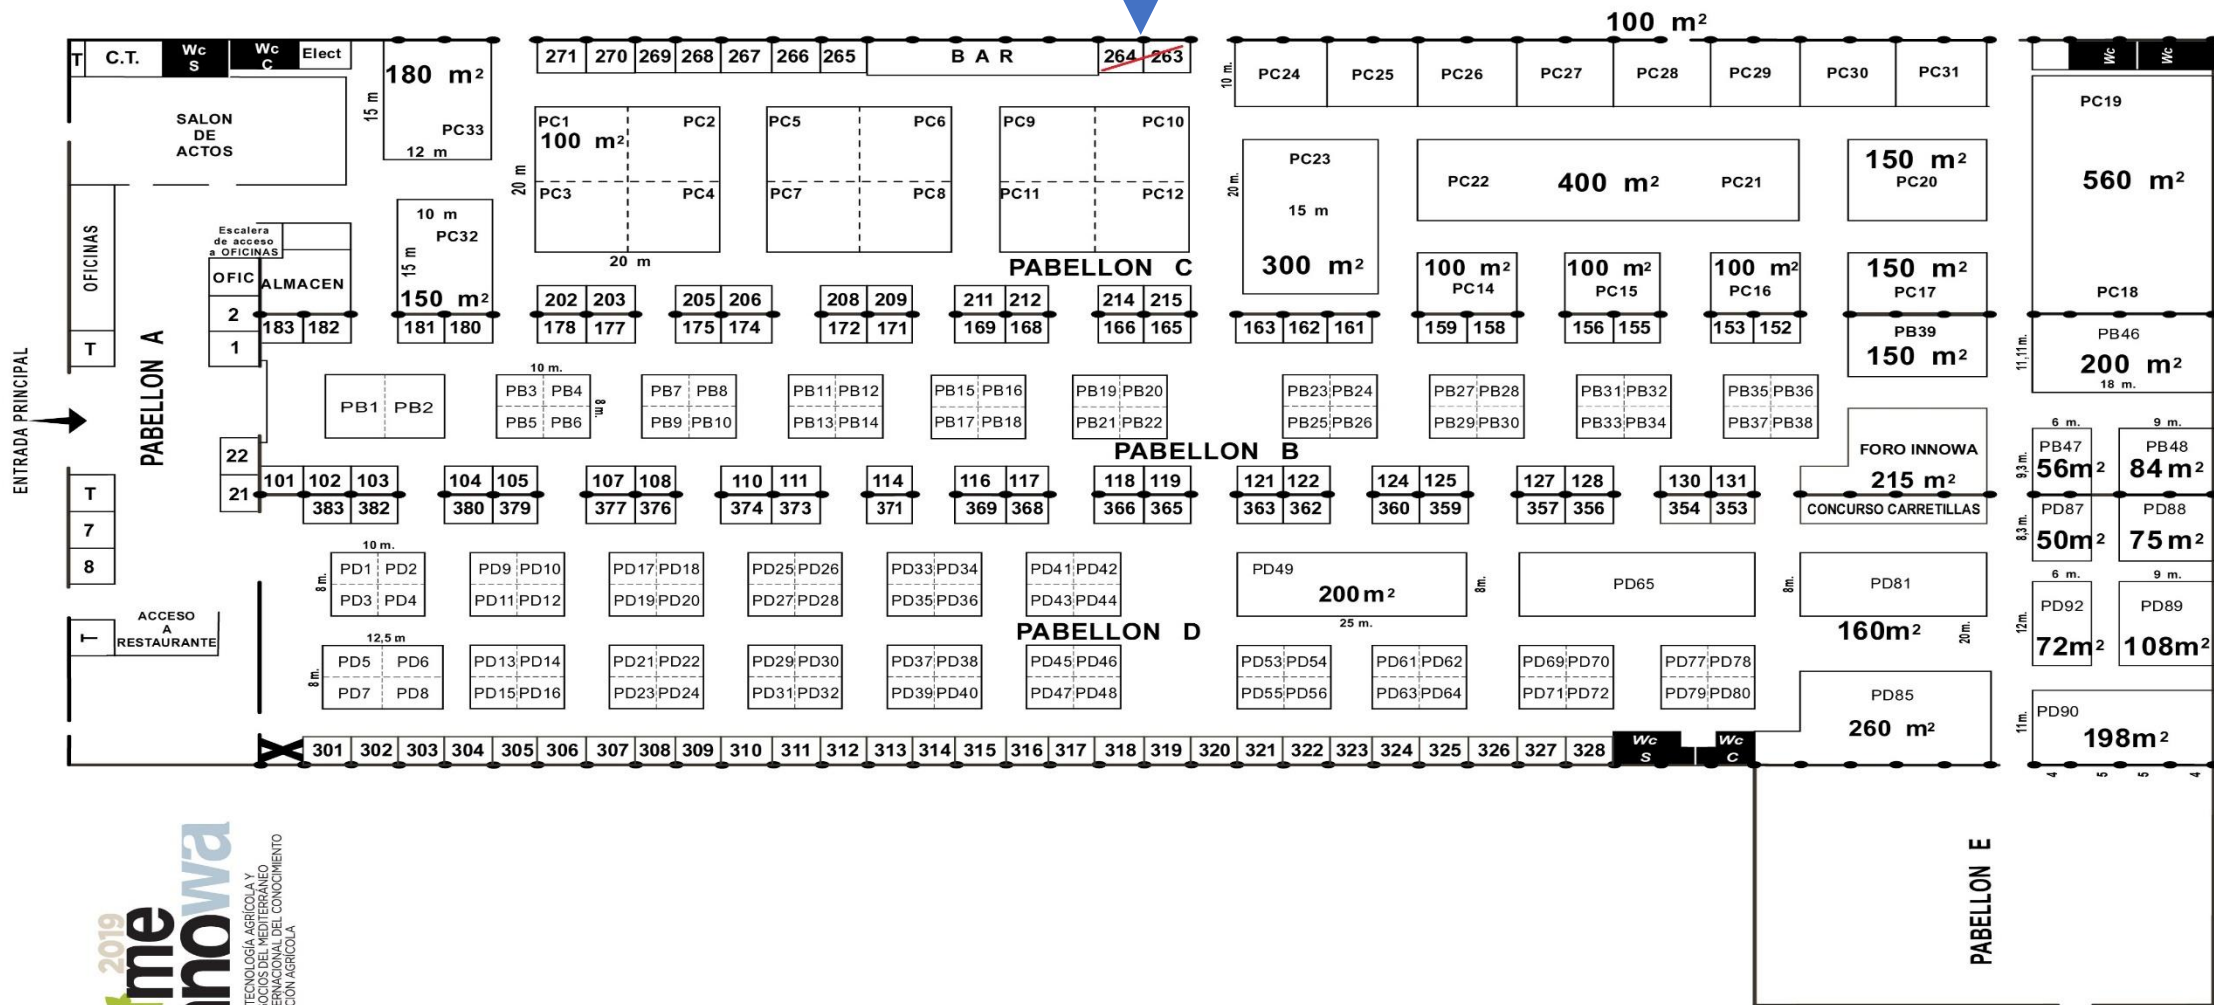 100 m²
T C.T. Wc S Wc C Elect
180 m²
15 m
PC33
12 m
271 270 269 268 267 266 265 BAR 264 263
10 m.
PC24 PC25 PC26 PC27 PC28 PC29 PC30 PC31
Wc Wc
SALON
DE
ACTOS
PC1 PC2 PC5 PC6 PC9 PC10
100 m²
20 m
PC3 PC4 PC7 PC8 PC11 PC12
20 m
PC23
20 m.
15 m
300 m²
PC22 400 m² PC21
150 m²
PC20
PC19
560 m²
PC18
OFICINAS
Escalera
de acceso
a OFICINAS
OFIC
ALMACEN
10 m
PC32
15 m
150 m²
PABELLON C
100 m²
PC14
100 m²
PC15
100 m²
PC16
150 m²
PC17
202 203 205 206 208 209 211 212 214 215
2
183 182 181 180 178 177 175 174 172 171 169 168 166 165 163 162 161 159 158 156 155 153 152
PB39
150 m²
11,11m.
PB46
200 m²
18 m.
T
1
PABELLON A
ENTRADA PRINCIPAL
10 m.
8 m.
PB1 PB2
PB3 PB4 PB7 PB8 PB11 PB12 PB15 PB16 PB19 PB20 PB23 PB24 PB27 PB28 PB31 PB32 PB35 PB36
PB5 PB6 PB9 PB10 PB13 PB14 PB17 PB18 PB21 PB22 PB25 PB26 PB29 PB30 PB33 PB34 PB37 PB38
PABELLON B
FORO INNOWA
215 m²
6 m. 9 m.
9,3 m.
PB47 PB48
56m² 84 m²
22
21
T
7
8
101 102 103 104 105 107 108 110 111 114 116 117 118 119 121 122 124 125 127 128 130 131
383 382 380 379 377 376 374 373 371 369 368 366 365 363 362 360 359 357 356 354 353
CONCURSO CARRETILLAS
8,3 m.
PD87 PD88
50m² 75 m²
10 m.
8 m.
PD1 PD2 PD9 PD10 PD17 PD18 PD25 PD26 PD33 PD34 PD41 PD42
PD3 PD4 PD11 PD12 PD19 PD20 PD27 PD28 PD35 PD36 PD43 PD44
PD49
200 m²
8m.
25 m.
PD65
8m.
PD81
160m²
20m.
6 m. 9 m.
12m.
PD92 PD89
72m² 108m²
ACCESO
A
RESTAURANTE
T
PABELLON D
12,5 m
8 m.
PD5 PD6 PD13 PD14 PD21 PD22 PD29 PD30 PD37 PD38 PD45 PD46 PD53 PD54 PD61 PD62 PD69 PD70 PD77 PD78
PD7 PD8 PD15 PD16 PD23 PD24 PD31 PD32 PD39 PD40 PD47 PD48 PD55 PD56 PD63 PD64 PD71 PD72 PD79 PD80
PD85
260 m²
11m.
PD90
198m²
4 5 5 4
301 302 303 304 305 306 307 308 309 310 311 312 313 314 315 316 317 318 319 320 321 322 323 324 325 326 327 328 Wc S Wc C
PABELLON E
2019
TECNOLOGÍA AGRÍCOLA Y
DEL MEDITERRÁNEO
DEL CONOCIMIENTO
AGRÍCOLA